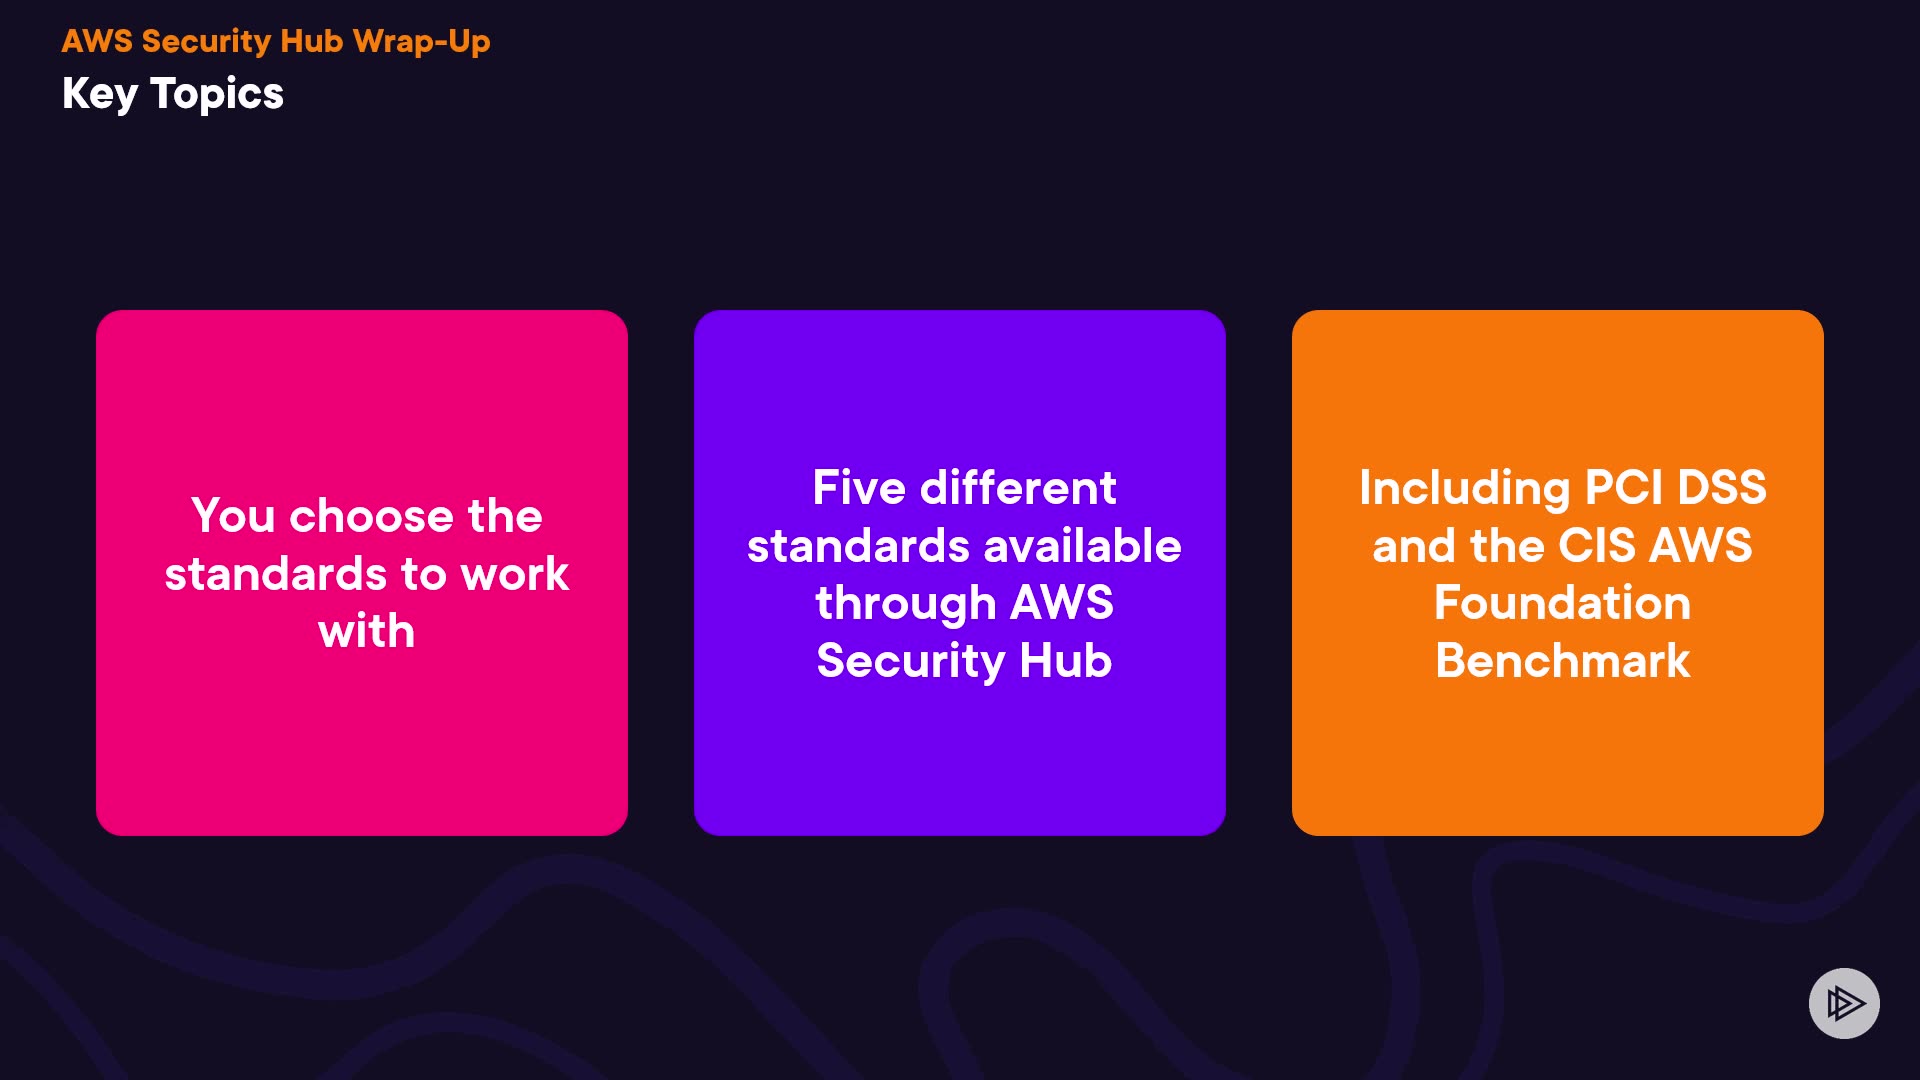 AWS Security Hub Wrap-Up
Key Topics
You choose the
standards to work
with
Five different
standards available
through AWS
Security Hub
Including PCI DSS
and the CIS AWS
Foundation
Benchmark